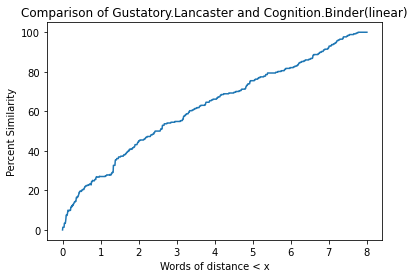 Comparison of Gustatory.Lancaster and Cognition.Binder(linear)
100
80
60
40
20
0
Percent Similarity
0 1 2 3 4 5 6 7 8
Words of distance < x